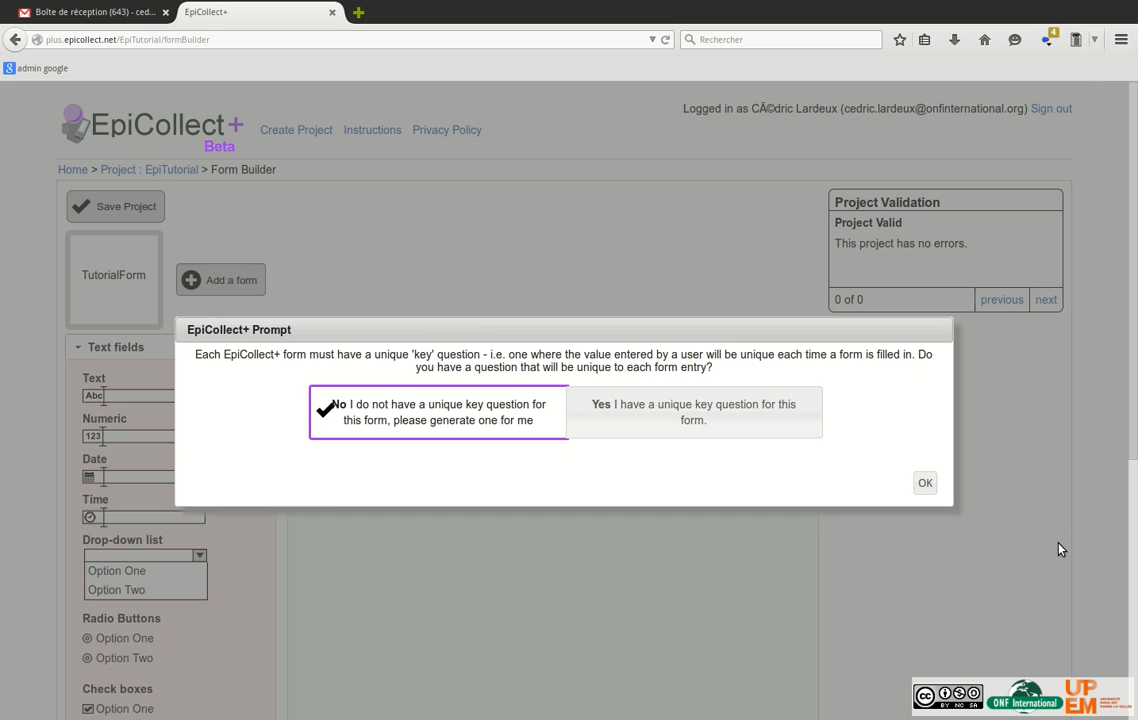 Boîte de réception (643) - ced...
EpiCollect+
plus.epicollect.net/EpiTutorial/formBuilder
Rechercher
4
admin google
EpiCollect+
Beta
Create Project
Instructions
Privacy Policy
Logged in as CÃ©dric Lardeux (cedric.lardeux@onfinternational.org) Sign out
Home > Project : EpiTutorial > Form Builder
Save Project
TutorialForm
Add a form
Project Validation
Project Valid
This project has no errors.
0 of 0
previous
next
EpiCollect+ Prompt
Each EpiCollect+ form must have a unique 'key' question - i.e. one where the value entered by a user will be unique each time a form is filled in. Do
you have a question that will be unique to each form entry?
No I do not have a unique key question for
this form, please generate one for me
Yes I have a unique key question for this
form.
OK
Text fields
Text
Abc
Numeric
123
Date
Time
Drop-down list
Option One
Option Two
Radio Buttons
Option One
Option Two
Check boxes
Option One
CC
BY NC SA
ONF International
UPEM